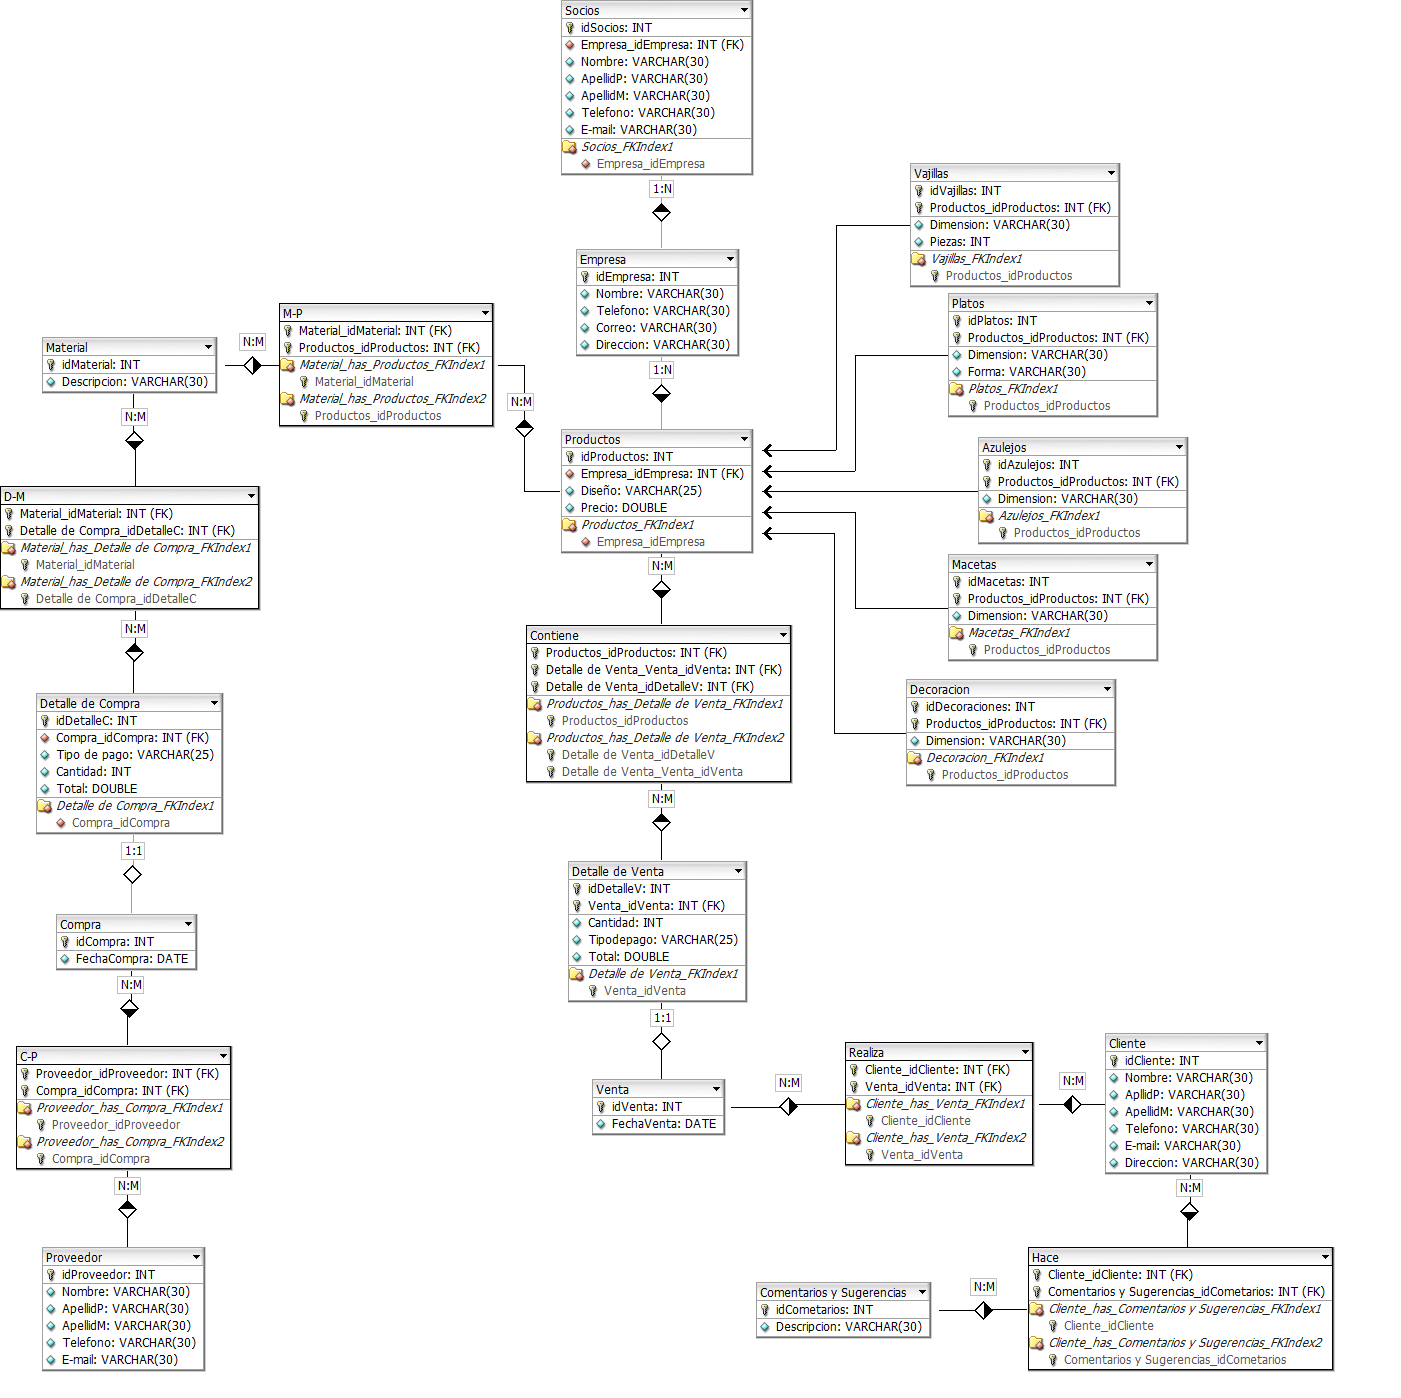 Socios
idSocios: INT
Empresa_idEmpresa: INT (FK)
Nombre: VARCHAR(30)
ApellidP: VARCHAR(30)
ApellidM: VARCHAR(30)
Telefono: VARCHAR(30)
E-mail: VARCHAR(30)
Socios_FKIndex1
Empresa_idEmpresa
1:N
Empresa
idEmpresa: INT
Nombre: VARCHAR(30)
Telefono: VARCHAR(30)
Correo: VARCHAR(30)
Direccion: VARCHAR(30)
1:N
Vajillas
idVajillas: INT
Productos_idProductos: INT (FK)
Dimension: VARCHAR(30)
Piezas: INT
Vajillas_FKIndex1
Productos_idProductos
Platos
idPlatos: INT
Productos_idProductos: INT (FK)
Dimension: VARCHAR(30)
Forma: VARCHAR(30)
Platos_FKIndex1
Productos_idProductos
Material
idMaterial: INT
Descripcion: VARCHAR(30)
N:M
M-P
Material_idMaterial: INT (FK)
Productos_idProductos: INT (FK)
Material_has_Productos_FKIndex1
Material_idMaterial
Material_has_Productos_FKIndex2
Productos_idProductos
N:M
N:M
Productos
idProductos: INT
Empresa_idEmpresa: INT (FK)
Diseño: VARCHAR(25)
Precio: DOUBLE
Productos_FKIndex1
Empresa_idEmpresa
N:M
Azulejos
idAzulejos: INT
Productos_idProductos: INT (FK)
Dimension: VARCHAR(30)
Azulejos_FKIndex1
Productos_idProductos
Macetas
idMacetas: INT
Productos_idProductos: INT (FK)
Dimension: VARCHAR(30)
Macetas_FKIndex1
Productos_idProductos
Decoracion
idDecoraciones: INT
Productos_idProductos: INT (FK)
Dimension: VARCHAR(30)
Decoracion_FKIndex1
Productos_idProductos
D-M
Material_idMaterial: INT (FK)
Detalle de Compra_idDetalleC: INT (FK)
Material_has_Detalle de Compra_FKIndex1
Material_idMaterial
Material_has_Detalle de Compra_FKIndex2
Detalle de Compra_idDetalleC
N:M
Contiene
Productos_idProductos: INT (FK)
Detalle de Venta_Venta_idVenta: INT (FK)
Detalle de Venta_idDetalleV: INT (FK)
Productos_has_Detalle de Venta_FKIndex1
Productos_idProductos
Productos_has_Detalle de Venta_FKIndex2
Detalle de Venta_idDetalleV
Detalle de Venta_Venta_idVenta
N:M
Detalle de Compra
idDetalleC: INT
Compra_idCompra: INT (FK)
Tipo de pago: VARCHAR(25)
Cantidad: INT
Total: DOUBLE
Detalle de Compra_FKIndex1
Compra_idCompra
1:1
Detalle de Venta
idDetalleV: INT
Venta_idVenta: INT (FK)
Cantidad: INT
Tipodepago: VARCHAR(25)
Total: DOUBLE
Detalle de Venta_FKIndex1
Venta_idVenta
1:1
Compra
idCompra: INT
FechaCompra: DATE
N:M
C-P
Proveedor_idProveedor: INT (FK)
Compra_idCompra: INT (FK)
Proveedor_has_Compra_FKIndex1
Proveedor_idProveedor
Proveedor_has_Compra_FKIndex2
Compra_idCompra
N:M
Venta
idVenta: INT
FechaVenta: DATE
N:M
Realiza
Cliente_idCliente: INT (FK)
Venta_idVenta: INT (FK)
Cliente_has_Venta_FKIndex1
Cliente_idCliente
Cliente_has_Venta_FKIndex2
Venta_idVenta
N:M
Cliente
idCliente: INT
Nombre: VARCHAR(30)
ApllidP: VARCHAR(30)
ApellidM: VARCHAR(30)
Telefono: VARCHAR(30)
E-mail: VARCHAR(30)
Direccion: VARCHAR(30)
N:M
Proveedor
idProveedor: INT
Nombre: VARCHAR(30)
ApellidP: VARCHAR(30)
ApellidM: VARCHAR(30)
Telefono: VARCHAR(30)
E-mail: VARCHAR(30)
Comentarios y Sugerencias
idCometarios: INT
Descripcion: VARCHAR(30)
N:M
Hace
Cliente_idCliente: INT (FK)
Comentarios y Sugerencias_idCometarios: INT (FK)
Cliente_has_Comentarios y Sugerencias_FKIndex1
Cliente_idCliente
Cliente_has_Comentarios y Sugerencias_FKIndex2
Comentarios y Sugerencias_idCometarios